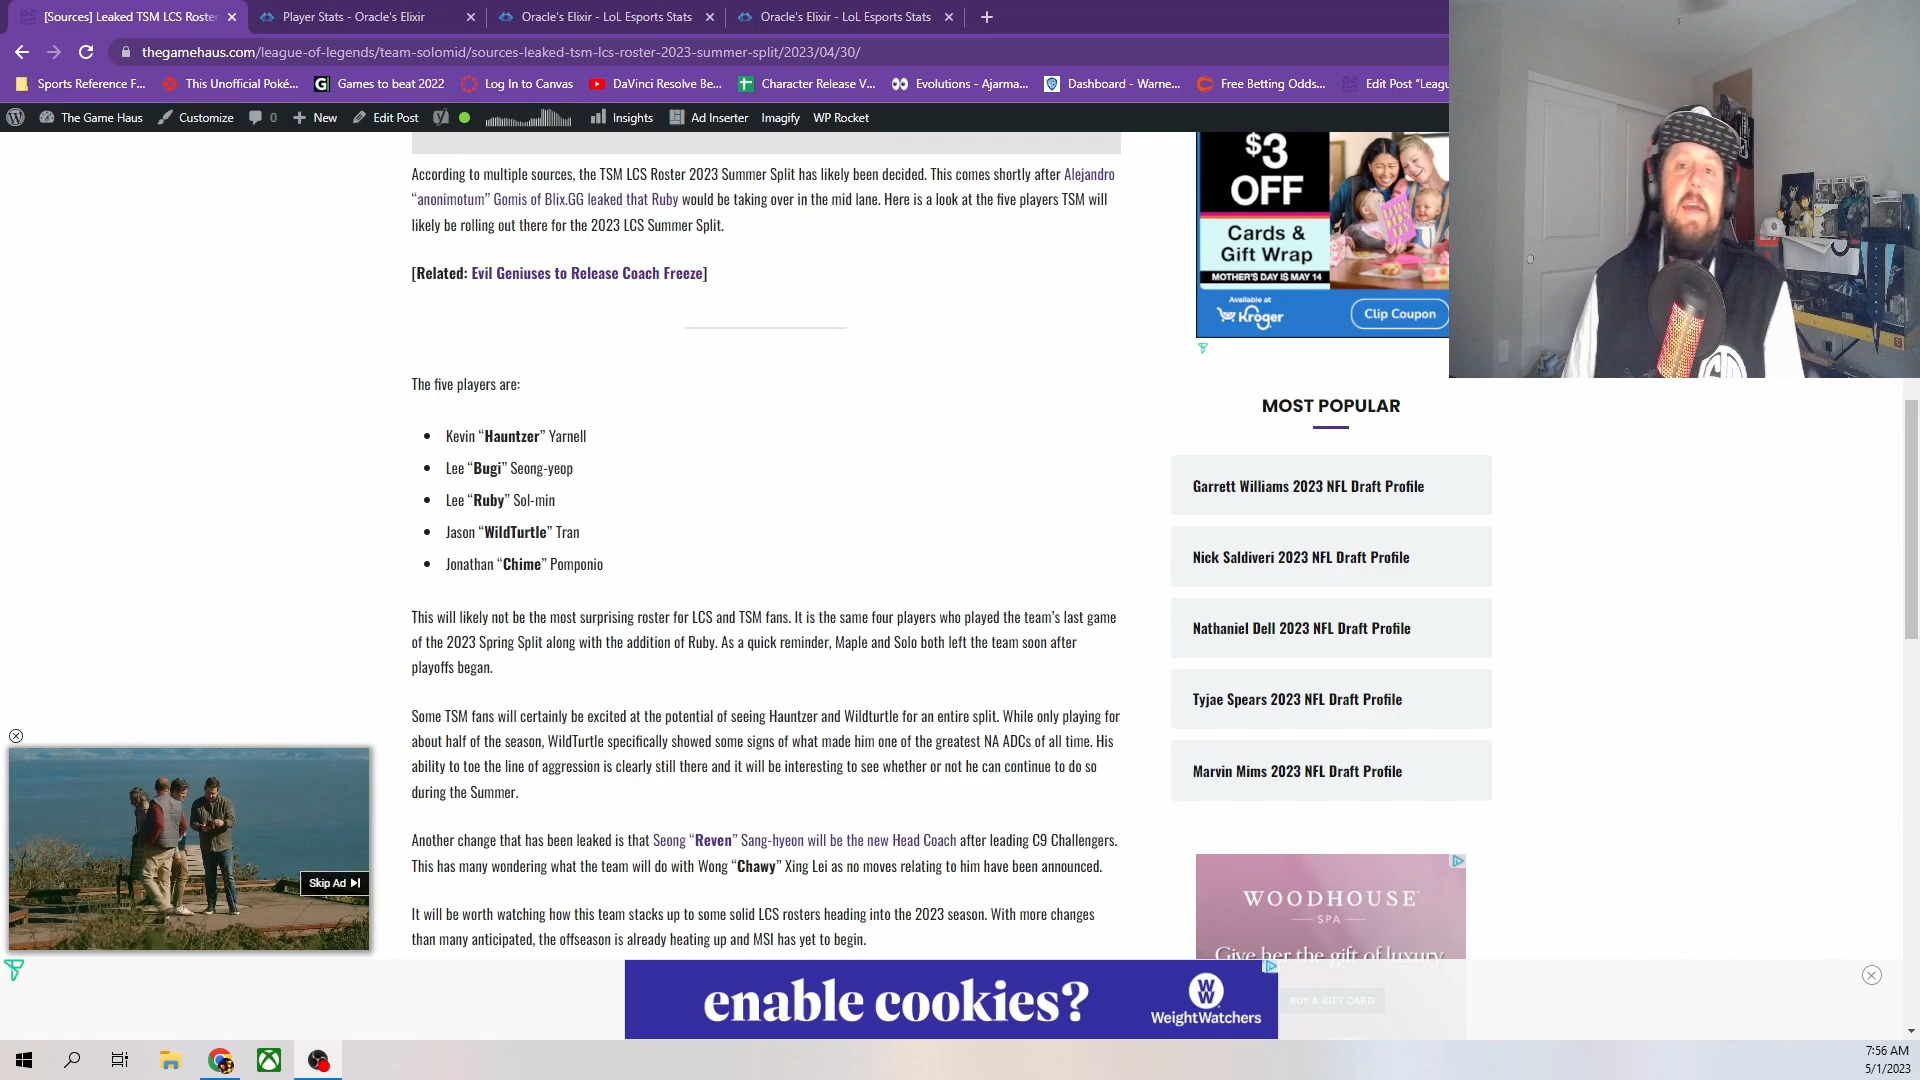 [Sources] Leaked TSM LCS Roster
Player Stats - Oracle's Elixir
Oracle's Elixir - LoL Esports Stats
Oracle's Elixir - LoL Esports Stats
thegamehaus.com/league-of-legends/team-solomid/sources-leaked-tsm-lcs-roster-2023-summer-split/2023/04/30/
Sports Reference F... This Unofficial Poké... Games to beat 2022 Log In to Canvas DaVinci Resolve Be... Character Release V... Evolutions - Ajarma... Dashboard - Warne... Free Betting Odds... Edit Post "Leagu
The Game Haus Customize 0 New Edit Post Insights Ad Inserter Imagify WP Rocket
According to multiple sources, the TSM LCS Roster 2023 Summer Split has likely been decided. This comes shortly after Alejandro
“anonimotum” Gomis of Blix.GG leaked that Ruby would be taking over in the mid lane. Here is a look at the five players TSM will
likely be rolling out there for the 2023 LCS Summer Split.
[Related: Evil Geniuses to Release Coach Freeze]
The five players are:
Kevin “Hauntzer” Yarnell
Lee “Bugi” Seong-yeop
Lee “Ruby” Sol-min
Jason “WildTurtle” Tran
Jonathan “Chime” Pomponio
This will likely not be the most surprising roster for LCS and TSM fans. It is the same four players who played the team’s last game
of the 2023 Spring Split along with the addition of Ruby. As a quick reminder, Maple and Solo both left the team soon after
playoffs began.
Some TSM fans will certainly be excited at the potential of seeing Hauntzer and Wildturtle for an entire split. While only playing for
about half of the season, WildTurtle specifically showed some signs of what made him one of the greatest NA ADCs of all time. His
ability to toe the line of aggression is clearly still there and it will be interesting to see whether or not he can continue to do so
during the Summer.
Another change that has been leaked is that Seong “Reven” Sang-hyeon will be the new Head Coach after leading C9 Challengers.
This has many wondering what the team will do with Wong “Chawy” Xing Lei as no moves relating to him have been announced.
It will be worth watching how this team stacks up to some solid LCS rosters heading into the 2023 season. With more changes
than many anticipated, the offseason is already heating up and MSI has yet to begin.
$3
OFF
Cards &
Gift Wrap
MOTHER'S DAY IS MAY 14
Available at
Kroger
Clip Coupon
MOST POPULAR
Garrett Williams 2023 NFL Draft Profile
Nick Saldiveri 2023 NFL Draft Profile
Nathaniel Dell 2023 NFL Draft Profile
Tyjae Spears 2023 NFL Draft Profile
Marvin Mims 2023 NFL Draft Profile
WOODHOUSE
SPA
Give her the gift of luxury
BUY A GIFT CARD
Skip Ad
enable cookies?
WW
WeightWatchers
7:56 AM
5/1/2023